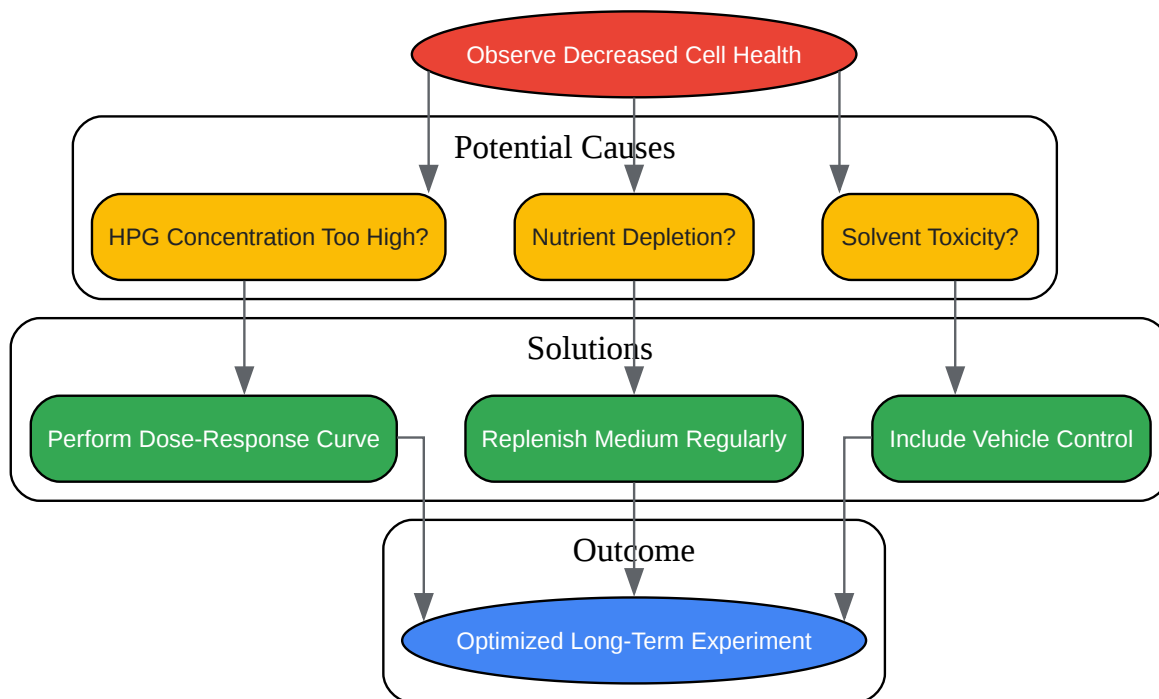 Observe Decreased Cell Health
Potential Causes
HPG Concentration Too High?
Nutrient Depletion?
Solvent Toxicity?
Solutions
Perform Dose-Response Curve
Replenish Medium Regularly
Include Vehicle Control
Outcome
Optimized Long-Term Experiment